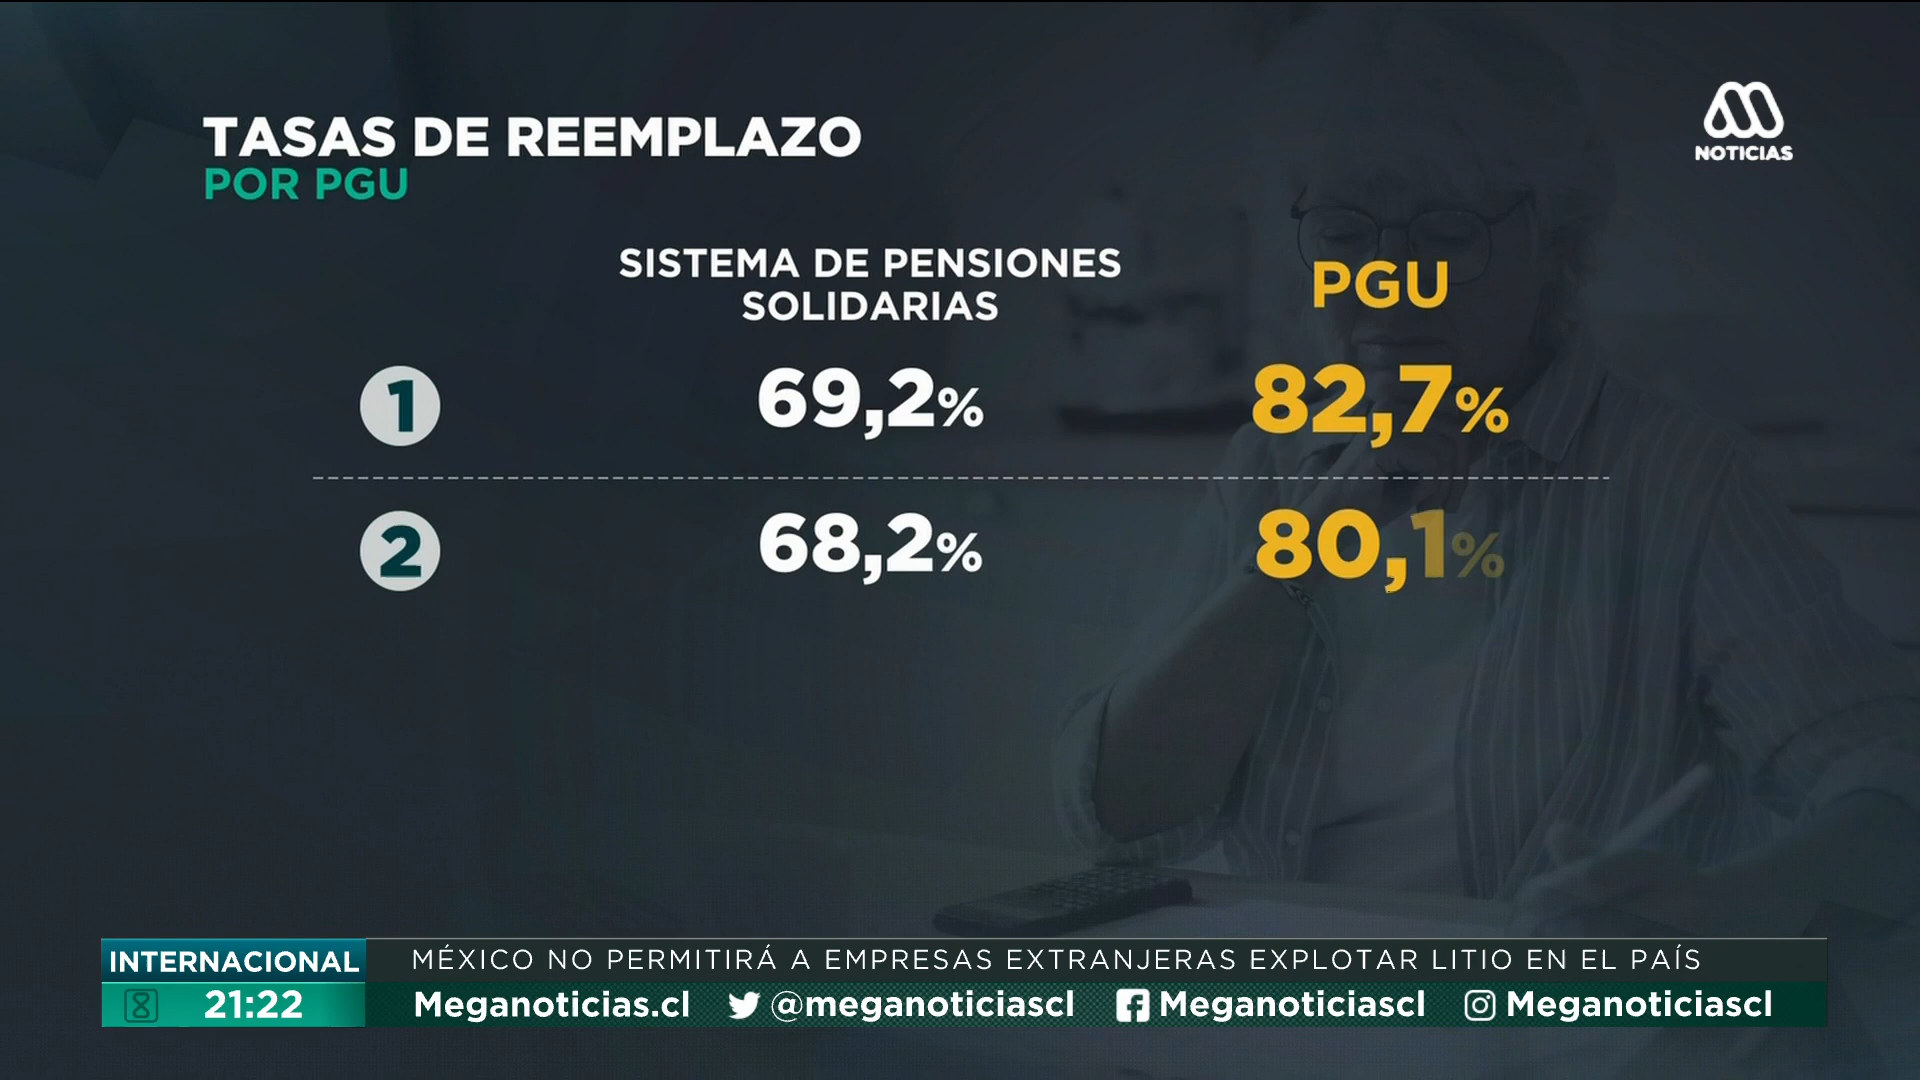 TASAS DE REEMPLAZO
POR PGU
NOTICIAS
SISTEMA DE PENSIONES
SOLIDARIAS
PGU
1
69,2%
82,7%
2
68,2%
80,1%
INTERNACIONAL
MÉXICO NO PERMITIRÁ A EMPRESAS EXTRANJERAS EXPLOTAR LITIO EN EL PAÍS
21:22
Meganoticias.cl
@meganoticiascl
Meganoticiascl
Meganoticiascl